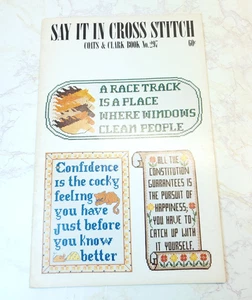 SAY IT IN CROSS STITCH
COATS & CLARK BOOK No. 297 60¢
A RACE TRACK
IS A PLACE
WHERE WINDOWS
CLEAN PEOPLE
Confidence
is the cocky
feeling
you have
just before
you know
better
ALL THE
CONSTITUTION
GUARANTEES IS
THE PURSUIT OF
HAPPINESS,
YOU HAVE TO
CATCH UP WITH
IT YOURSELF.